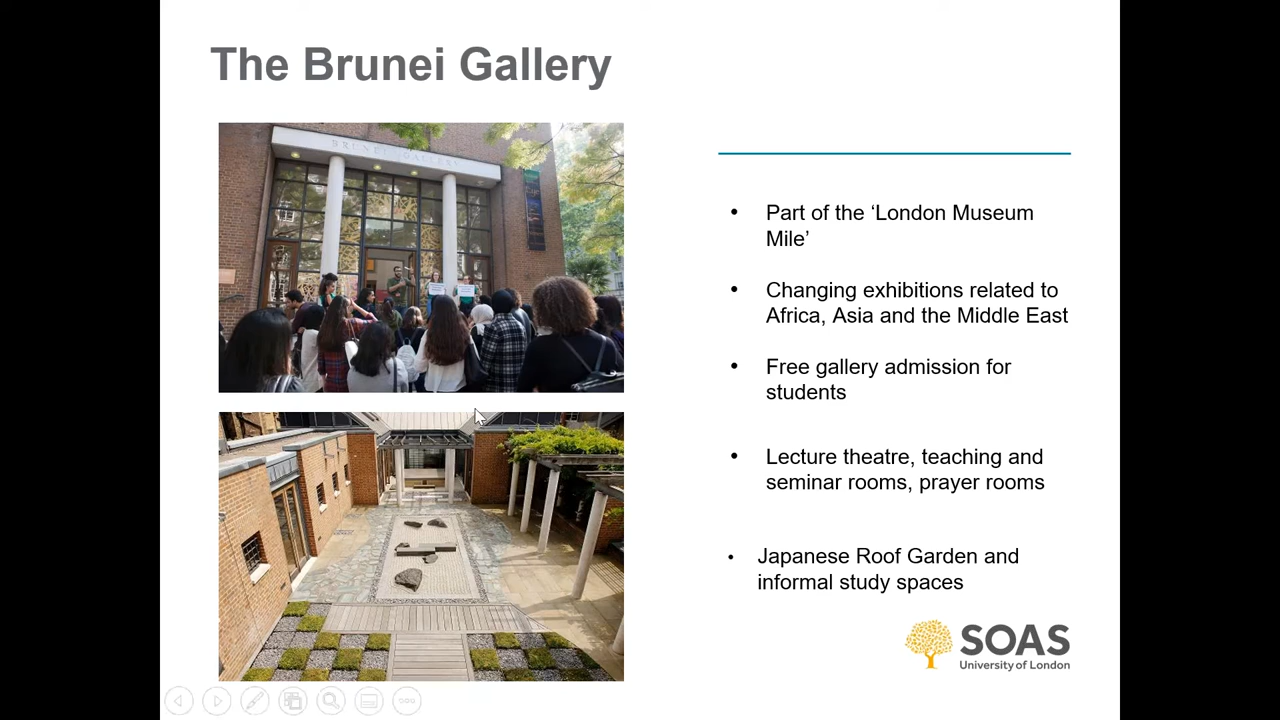 The Brunei Gallery
BRUNEI GALLERY
• Part of the ‘London Museum
Mile’
• Changing exhibitions related to
Africa, Asia and the Middle East
• Free gallery admission for
students
• Lecture theatre, teaching and
seminar rooms, prayer rooms
• Japanese Roof Garden and
informal study spaces
SOAS
University of London